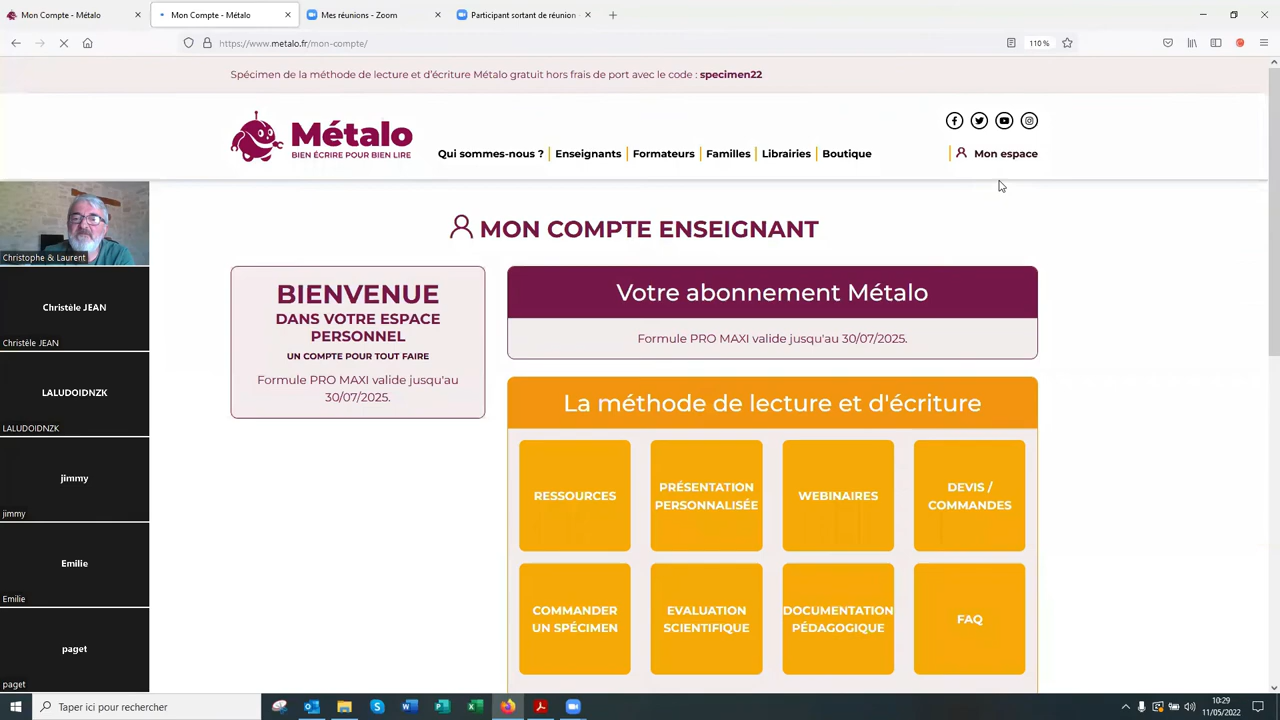 Mon Compte - Métalo
Mon Compte - Métalo
Mes réunions - Zoom
Participant sortant de réunion
https://www.metalo.fr/mon-compte/
110 %
Spécimen de la méthode de lecture et d'écriture Métalo gratuit hors frais de port avec le code : specimen22
Métalo
BIEN ÉCRIRE POUR BIEN LIRE
Qui sommes-nous ?
Enseignants
Formateurs
Familles
Librairies
Boutique
Mon espace
Christophe & Laurent
Christèle JEAN
Christèle JEAN
LALUDOIDNZK
LALUDOIDNZK
jimmy
jimmy
Emilie
Emilie
paget
paget
MON COMPTE ENSEIGNANT
BIENVENUE
DANS VOTRE ESPACE
PERSONNEL
UN COMPTE POUR TOUT FAIRE
Formule PRO MAXI valide jusqu'au
30/07/2025.
Votre abonnement Métalo
Formule PRO MAXI valide jusqu'au 30/07/2025.
La méthode de lecture et d'écriture
RESSOURCES
PRÉSENTATION
PERSONNALISÉE
WEBINAIRES
DEVIS /
COMMANDES
COMMANDER
UN SPÉCIMEN
EVALUATION
SCIENTIFIQUE
DOCUMENTATION
PÉDAGOGIQUE
FAQ
Taper ici pour rechercher
10:29
11/05/2022